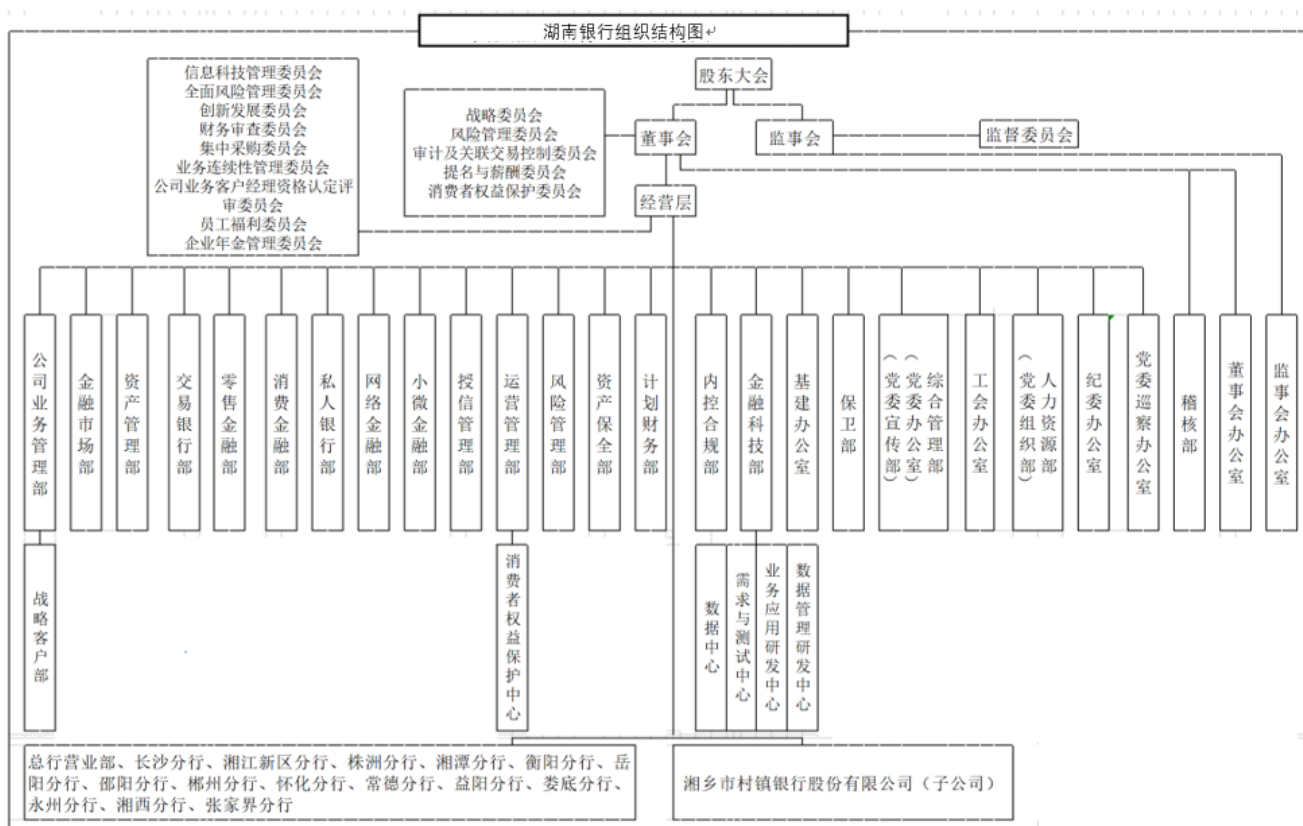 湖南银行组织结构图
股东大会
信息科技管理委员会
全面风险管理委员会
创新发展委员会
财务审查委员会
集中采购委员会
业务连续性管理委员会
公司业务客户经理资格认定评
审委员会
员工福利委员会
企业年金管理委员会
战略委员会
风险管理委员会
审计及关联交易控制委员会
提名与薪酬委员会
消费者权益保护委员会
董事会
监事会
监督委员会
经营层
公司业务管理部
金融市场部
资产管理部
交易银行部
零售金融部
消费金融部
私人银行部
网络金融部
小微金融部
授信管理部
运营管理部
风险管理部
资产保全部
计划财务部
内控合规部
金融科技部
基建办公室
保卫部
综合管理部
（党委办公室）
（党委宣传部）
工会办公室
人力资源部
（党委组织部）
纪委办公室
党委巡察办公室
稽核部
董事会办公室
监事会办公室
战略客户部
消费者权益保护中心
数据中心
需求与测试中心
业务应用研发中心
数据管理研发中心
总行营业部、长沙分行、湘江新区分行、株洲分行、湘潭分行、衡阳分行、岳
阳分行、邵阳分行、郴州分行、怀化分行、常德分行、益阳分行、娄底分行、
永州分行、湘西分行、张家界分行
湘乡市村镇银行股份有限公司（子公司）